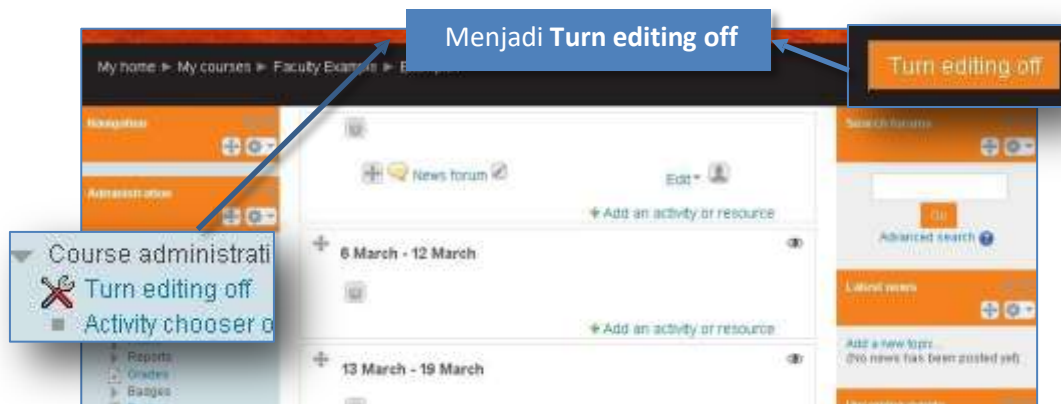 Menjadi Turn editing off
Turn editing off
My home ► My courses ► Faculty Example ►
Navigation
Administration
Course administrati
Turn editing off
Activity chooser o
Reports
Grades
Badges
News forum
Edit
Add an activity or resource
6 March - 12 March
Add an activity or resource
13 March - 19 March
Search forums
Go
Advanced search
Latest news
Add a new topic...
(No news has been posted yet)